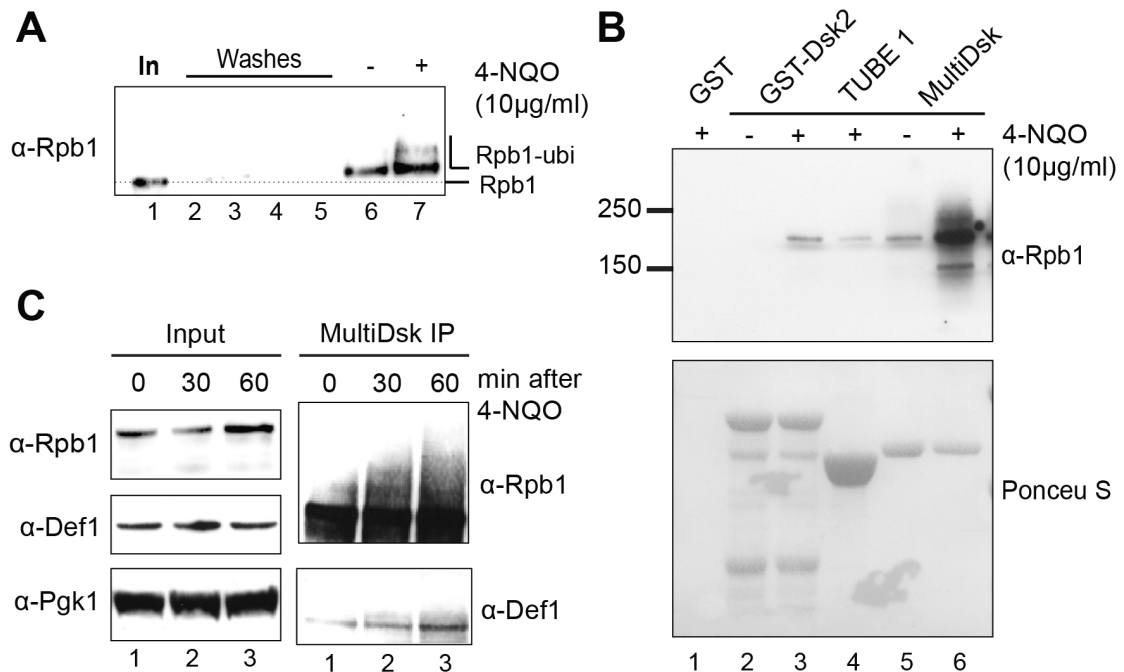 A
In Washes - + 4-NQO
(10µg/ml)
α-Rpb1
Rpb1-ubi
Rpb1
1 2 3 4 5 6 7
B
GST GST-Dsk2 TUBE 1 MultiDsk
+ - + + - + 4-NQO
(10µg/ml)
250
150
α-Rpb1
Ponceu S
1 2 3 4 5 6
C
Input MultiDsk IP
0 30 60 0 30 60 min after
4-NQO
α-Rpb1 α-Rpb1
α-Def1
α-Pgk1 α-Def1
1 2 3 1 2 3